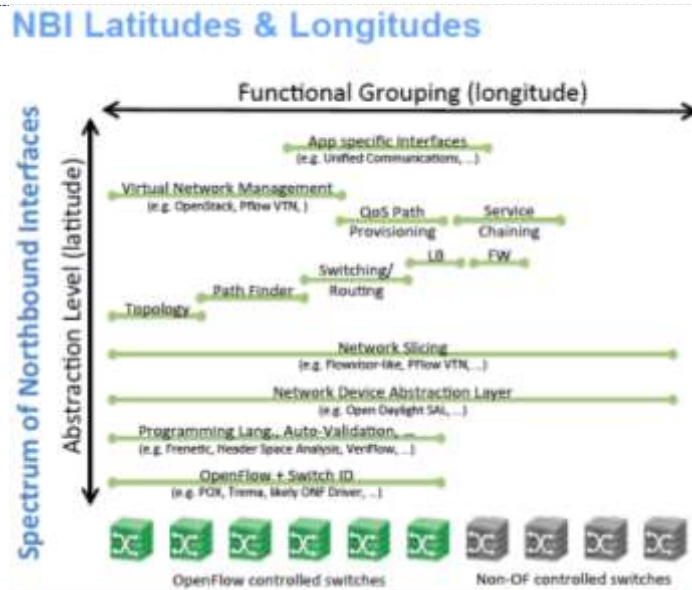 NBI Latitudes & Longitudes
Functional Grouping (longitude)
Spectrum of Northbound Interfaces
Abstraction Level (latitude)
App specific Interfaces
(e.g. Unified Communications, ...)
Virtual Network Management
(e.g. OpenStack, Pflow VTN, )
QoS Path
Provisioning
Service
Chaining
LB
FW
Switching/
Routing
Path Finder
Topology
Network Slicing
(e.g. Flowvisor-like, PFlow VTN, ...)
Network Device Abstraction Layer
(e.g. Open Daylight SAL, ...)
Programming Lang., Auto-Validation, ...
(e.g. Frenetic, Header Space Analysis, VeriFlow, ...)
OpenFlow + Switch ID
(e.g. POX, Trema, likely ONF Driver, ...)
OpenFlow controlled switches
Non-OF controlled switches